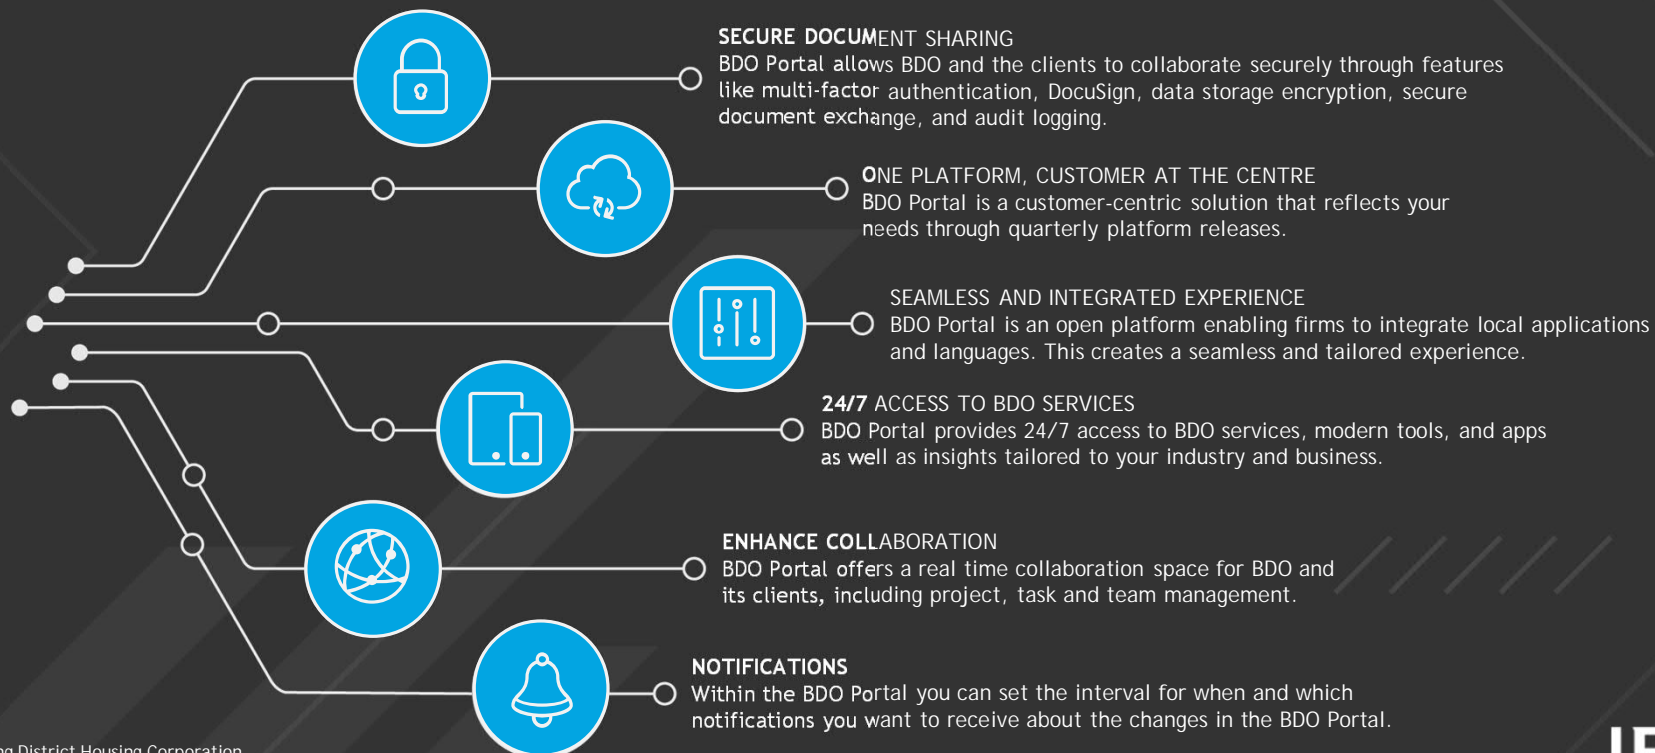 SECURE DOCUMENT SHARING
BDO Portal allows BDO and the clients to collaborate securely through features
like multi-factor authentication, DocuSign, data storage encryption, secure
document exchange, and audit logging.
ONE PLATFORM, CUSTOMER AT THE CENTRE
BDO Portal is a customer-centric solution that reflects your
needs through quarterly platform releases.
SEAMLESS AND INTEGRATED EXPERIENCE
BDO Portal is an open platform enabling firms to integrate local applications
and languages. This creates a seamless and tailored experience.
24/7 ACCESS TO BDO SERVICES
BDO Portal provides 24/7 access to BDO services, modern tools, and apps
as well as insights tailored to your industry and business.
ENHANCE COLLABORATION
BDO Portal offers a real time collaboration space for BDO and
its clients, including project, task and team management.
NOTIFICATIONS
Within the BDO Portal you can set the interval for when and which
notifications you want to receive about the changes in the BDO Portal.
District Housing Corporation